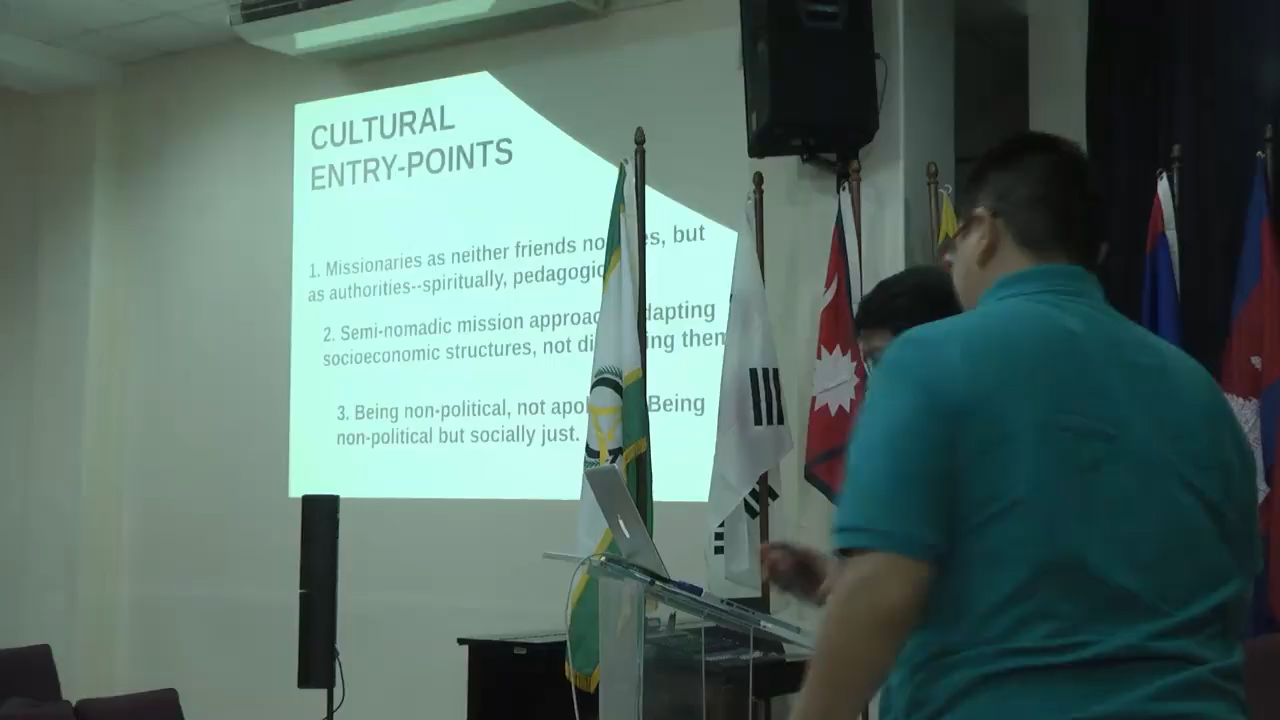 CULTURAL
ENTRY-POINTS
1. Missionaries as neither friends but
as authorities--spiritually,
2. Semi-nomadic mission
socioeconomic structures, not
3. Being non-political, not Being
non-political but socially just.